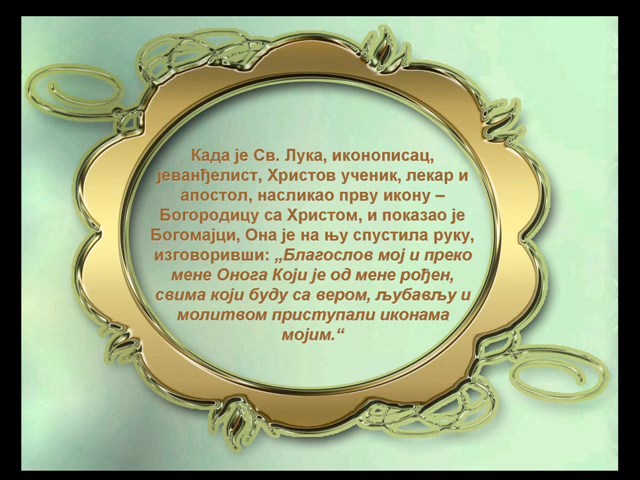 Када је Св. Лука, иконописац,
јеванђелист, Христов ученик, лекар и
апостол, насликао прву икону –
Богородицу са Христом, и показао је
Богомајци, Она је на њу спустила руку,
изговоривши: „Благослов мој и преко
мене Онога Који је од мене рођен,
свима који буду са вером, љубављу и
молитвом приступали иконама
мојим.“